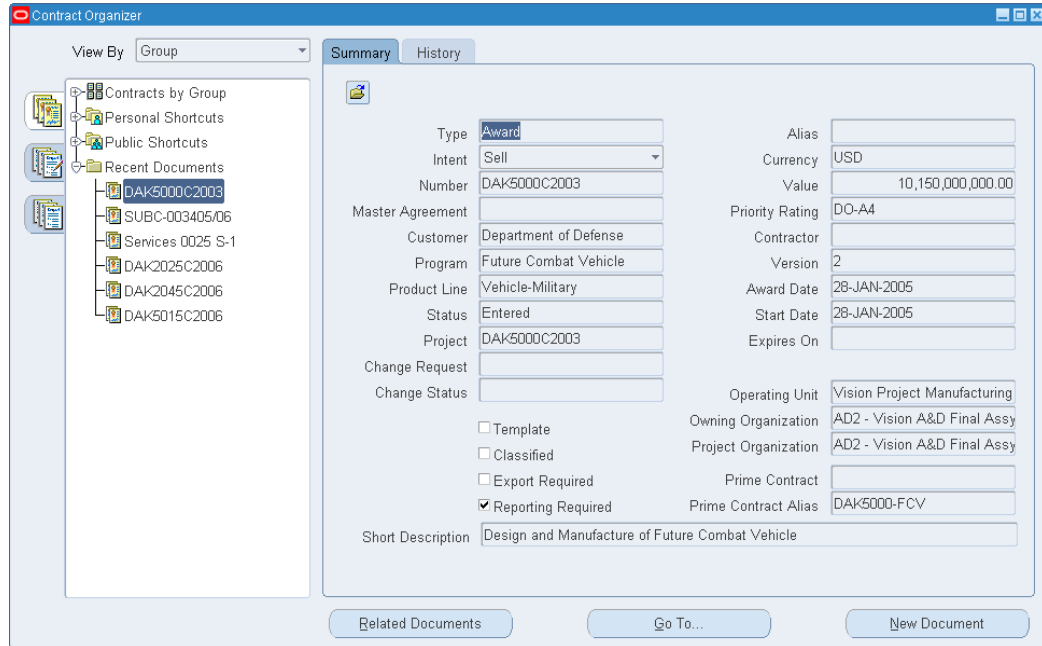 Contract Organizer
View By Group
Contracts by Group
Personal Shortcuts
Public Shortcuts
Recent Documents
DAK5000C2003
SUBC-003405/06
Services 0025 S-1
DAK2025C2006
DAK2045C2006
DAK5015C2006
Summary History
Type Award Alias
Intent Sell Currency USD
Number DAK5000C2003 Value 10,150,000,000.00
Master Agreement Priority Rating DO-A4
Customer Department of Defense Contractor
Program Future Combat Vehicle Version 2
Product Line Vehicle-Military Award Date 28-JAN-2005
Status Entered Start Date 28-JAN-2005
Project DAK5000C2003 Expires On
Change Request
Change Status Operating Unit Vision Project Manufacturing
Template Owning Organization AD2 - Vision A&D Final Assy
Classified Project Organization AD2 - Vision A&D Final Assy
Export Required Prime Contract
Reporting Required Prime Contract Alias DAK5000-FCV
Short Description Design and Manufacture of Future Combat Vehicle
Related Documents Go To... New Document